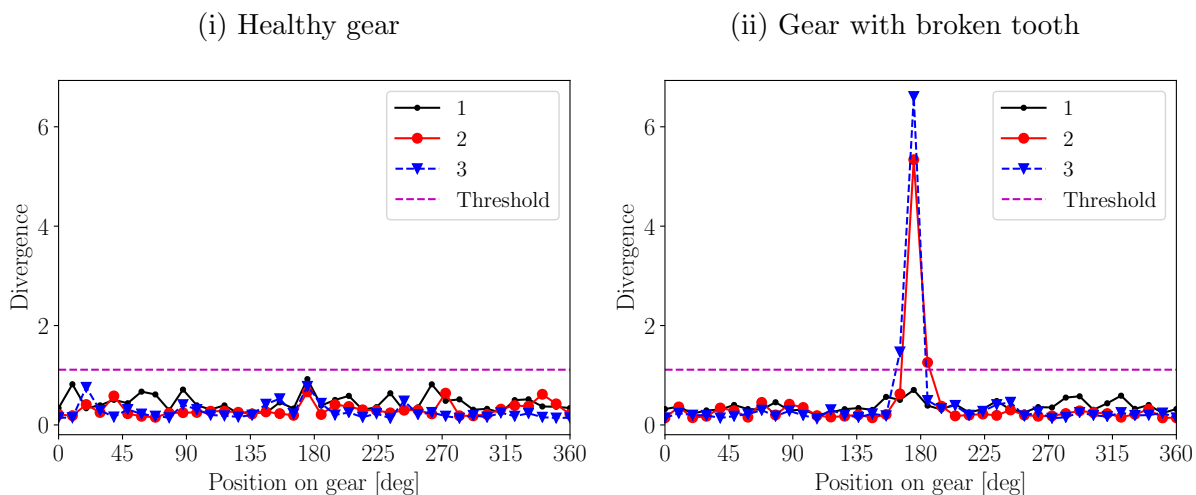 (i) Healthy gear
Divergence
6
4
2
0
1
2
3
Threshold
0 45 90 135 180 225 270 315 360
Position on gear [deg]
(ii) Gear with broken tooth
Divergence
6
4
2
0
1
2
3
Threshold
0 45 90 135 180 225 270 315 360
Position on gear [deg]